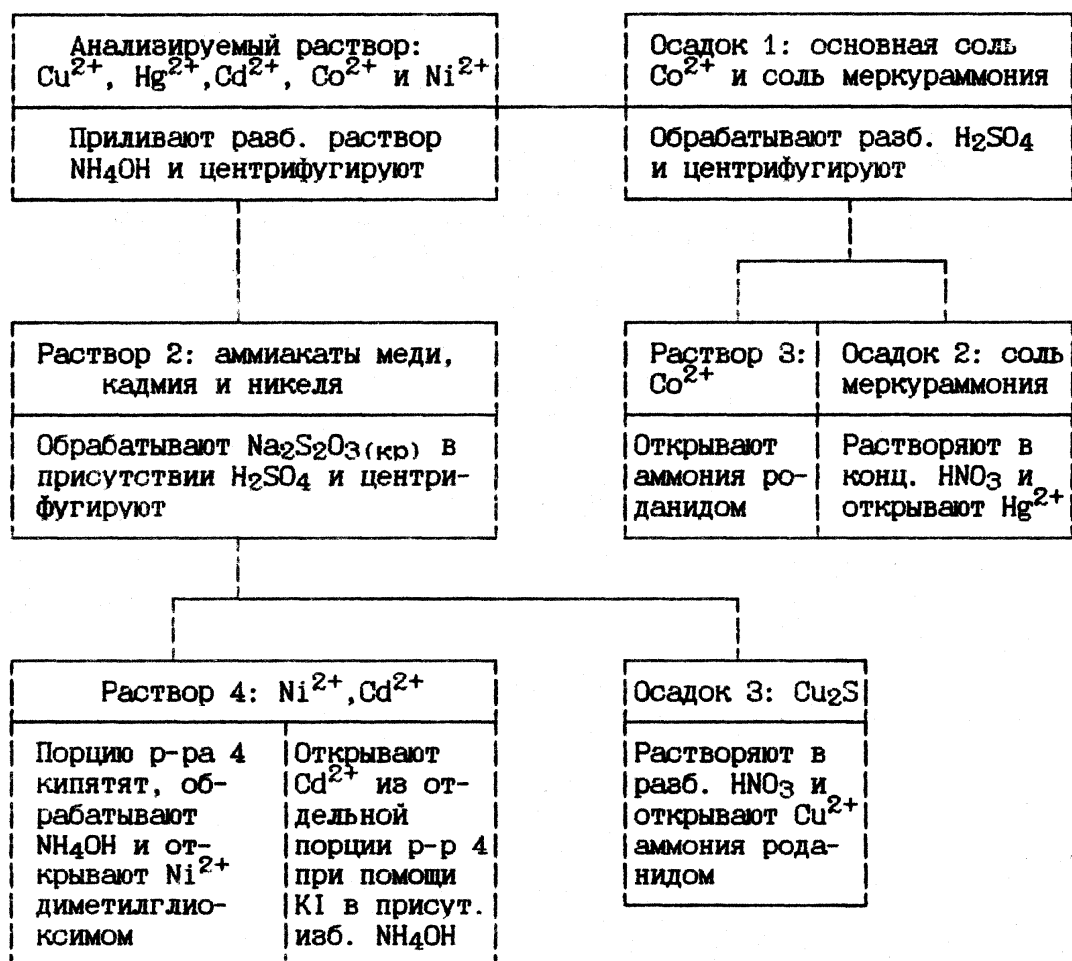 Анализируемый раствор:
Cu2+, Hg2+,Cd2+, Co2+ и Ni2+
Приливают разб. раствор
NH4OH и центрифугируют
Осадок 1: основная соль
Co2+ и соль меркураммония
Обрабатывают разб. H2SO4
и центрифугируют
Раствор 2: аммиакаты меди,
кадмия и никеля
Обрабатывают Na2S2O3(кр) в
присутствии H2SO4 и центри-
фугируют
Раствор 3:
Co2+
Открывают
аммония ро-
данидом
Осадок 2: соль
меркураммония
Растворяют в
конц. HNO3 и
открывают Hg2+
Раствор 4: Ni2+,Cd2+
Порцию р-ра 4
кипятят, об-
рабатывают
NH4OH и от-
крывают Ni2+
диметилглио-
ксимом
Открывают
Cd2+ из от-
дельной
порции р-р 4
при помощи
KI в присут.
изб. NH4OH
Осадок 3: Cu2S
Растворяют в
разб. HNO3 и
открывают Cu2+
аммония рода-
нидом